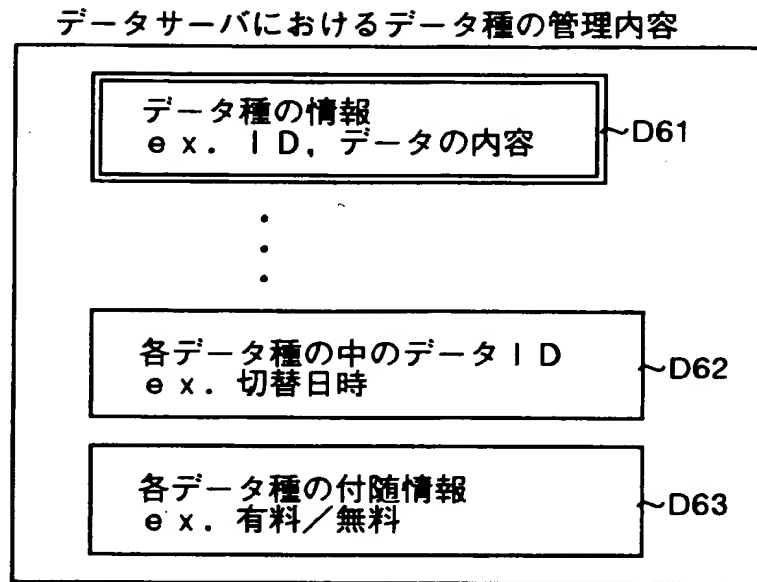 データサーバにおけるデータ種の管理内容
データ種の情報
ex. ID, データの内容
D61
各データ種の中のデータID
ex. 切替日時
D62
各データ種の付随情報
ex. 有料/無料
D63